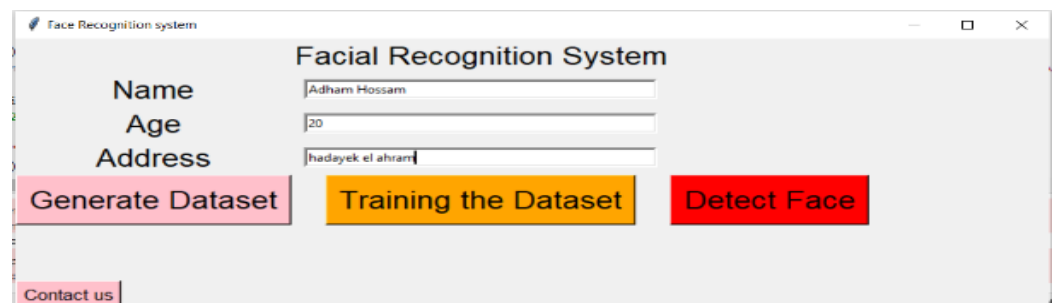 Face Recognition system
Facial Recognition System
Name Adham Hossam
Age 20
Address hadayek el ahram
Generate Dataset Training the Dataset Detect Face
Contact us